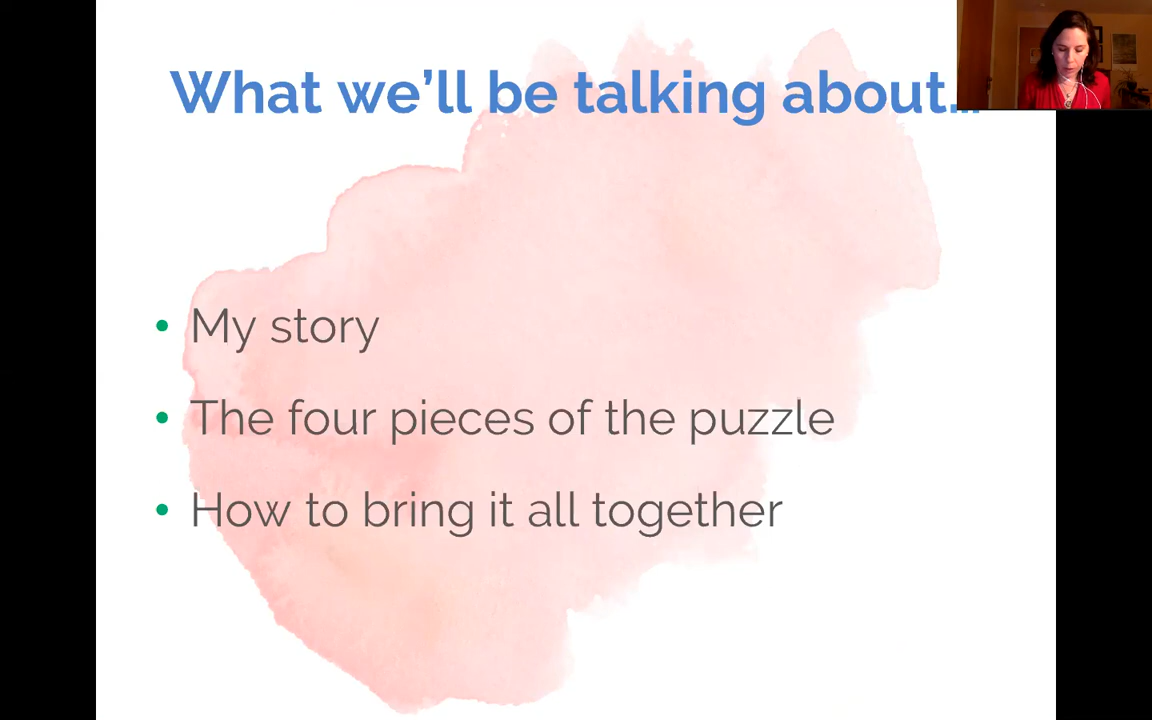 What we’ll be talking about...
• My story
• The four pieces of the puzzle
• How to bring it all together